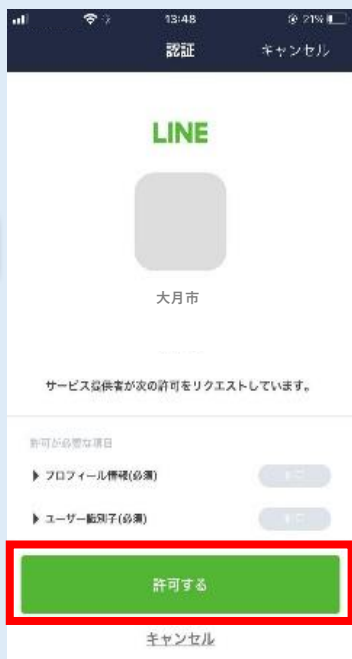 13:48
21%
認証
キャンセル
LINE
大月市
サービス提供者が次の許可をリクエストしています。
許可が必要な項目
▶ プロフィール情報(必須)
▶ ユーザー識別子(必須)
許可する
キャンセル